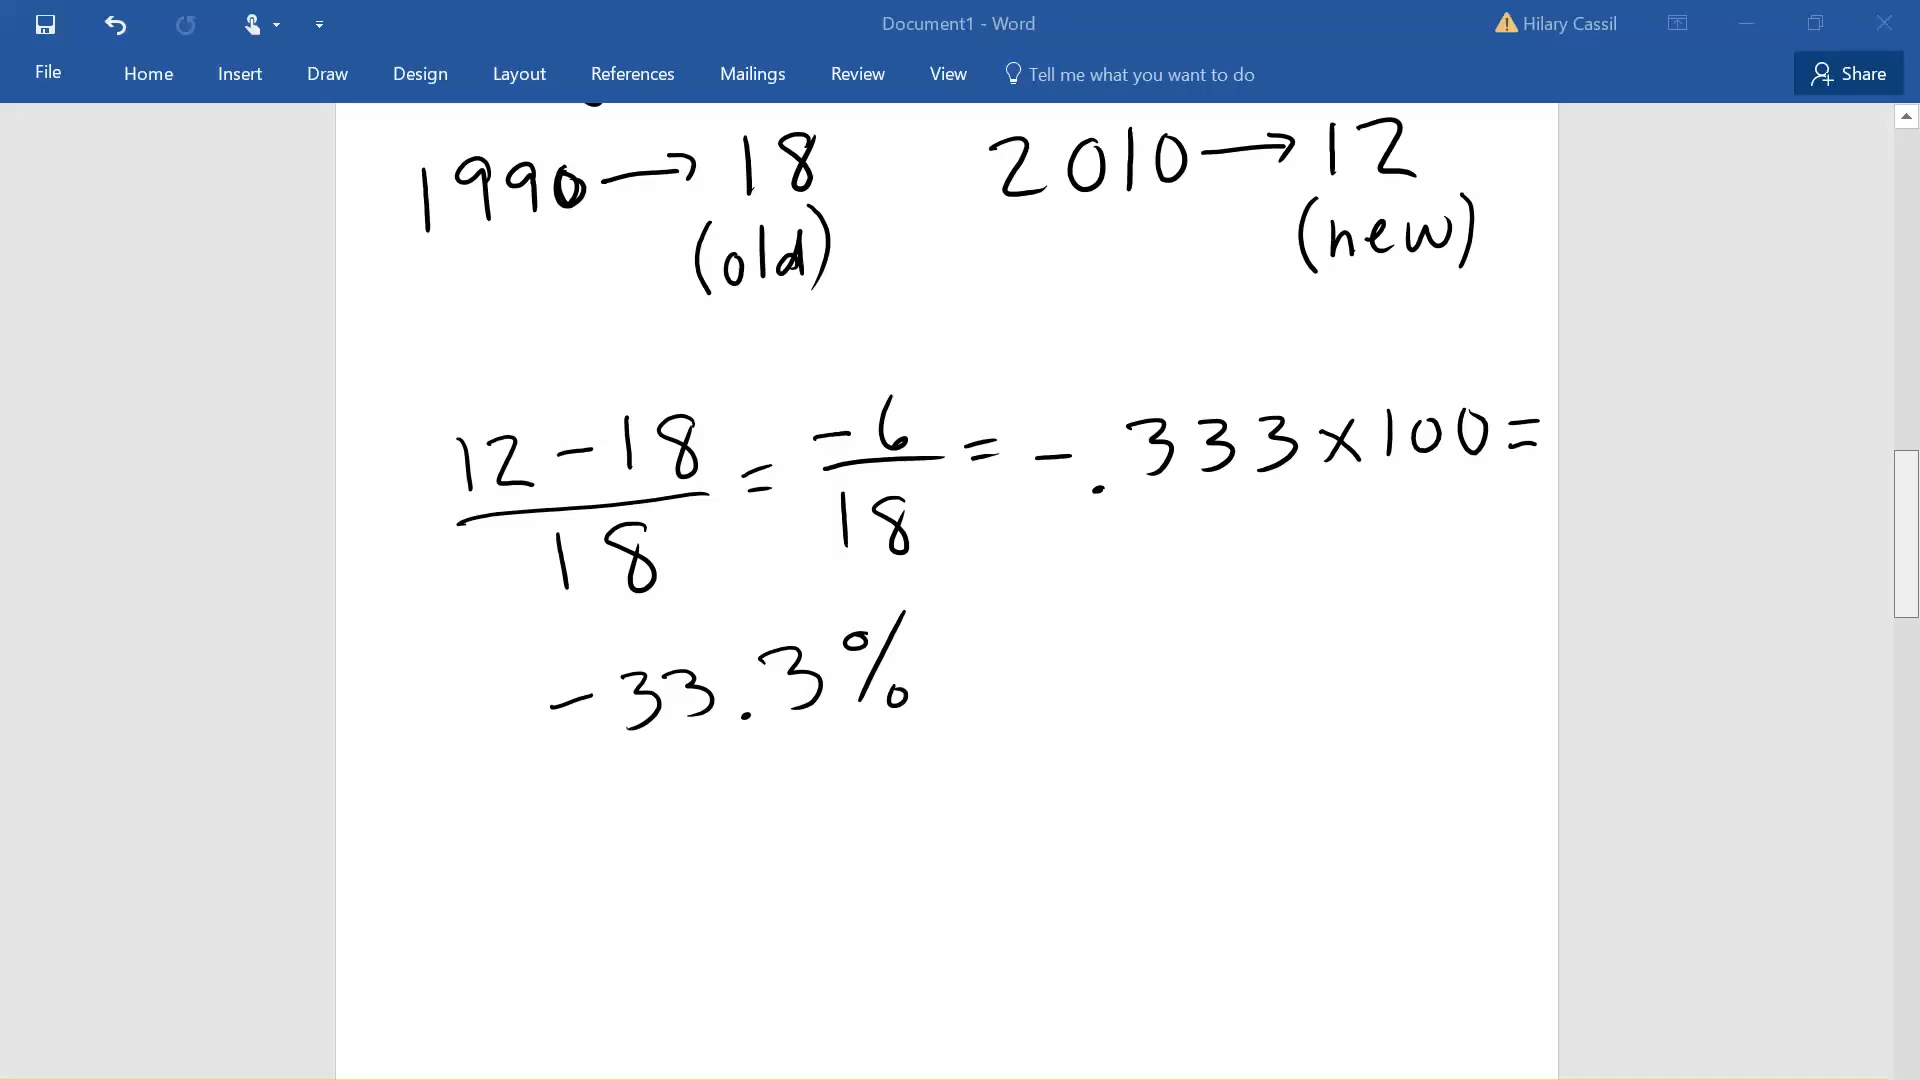 Document1 - Word
Hilary Cassil
File Home Insert Draw Design Layout References Mailings Review View Tell me what you want to do Share
1990 → 18 2010 → 12
(old) (new)
12 - 18 / 18 = -6 / 18 = - .333 x 100 =
- 33.3%